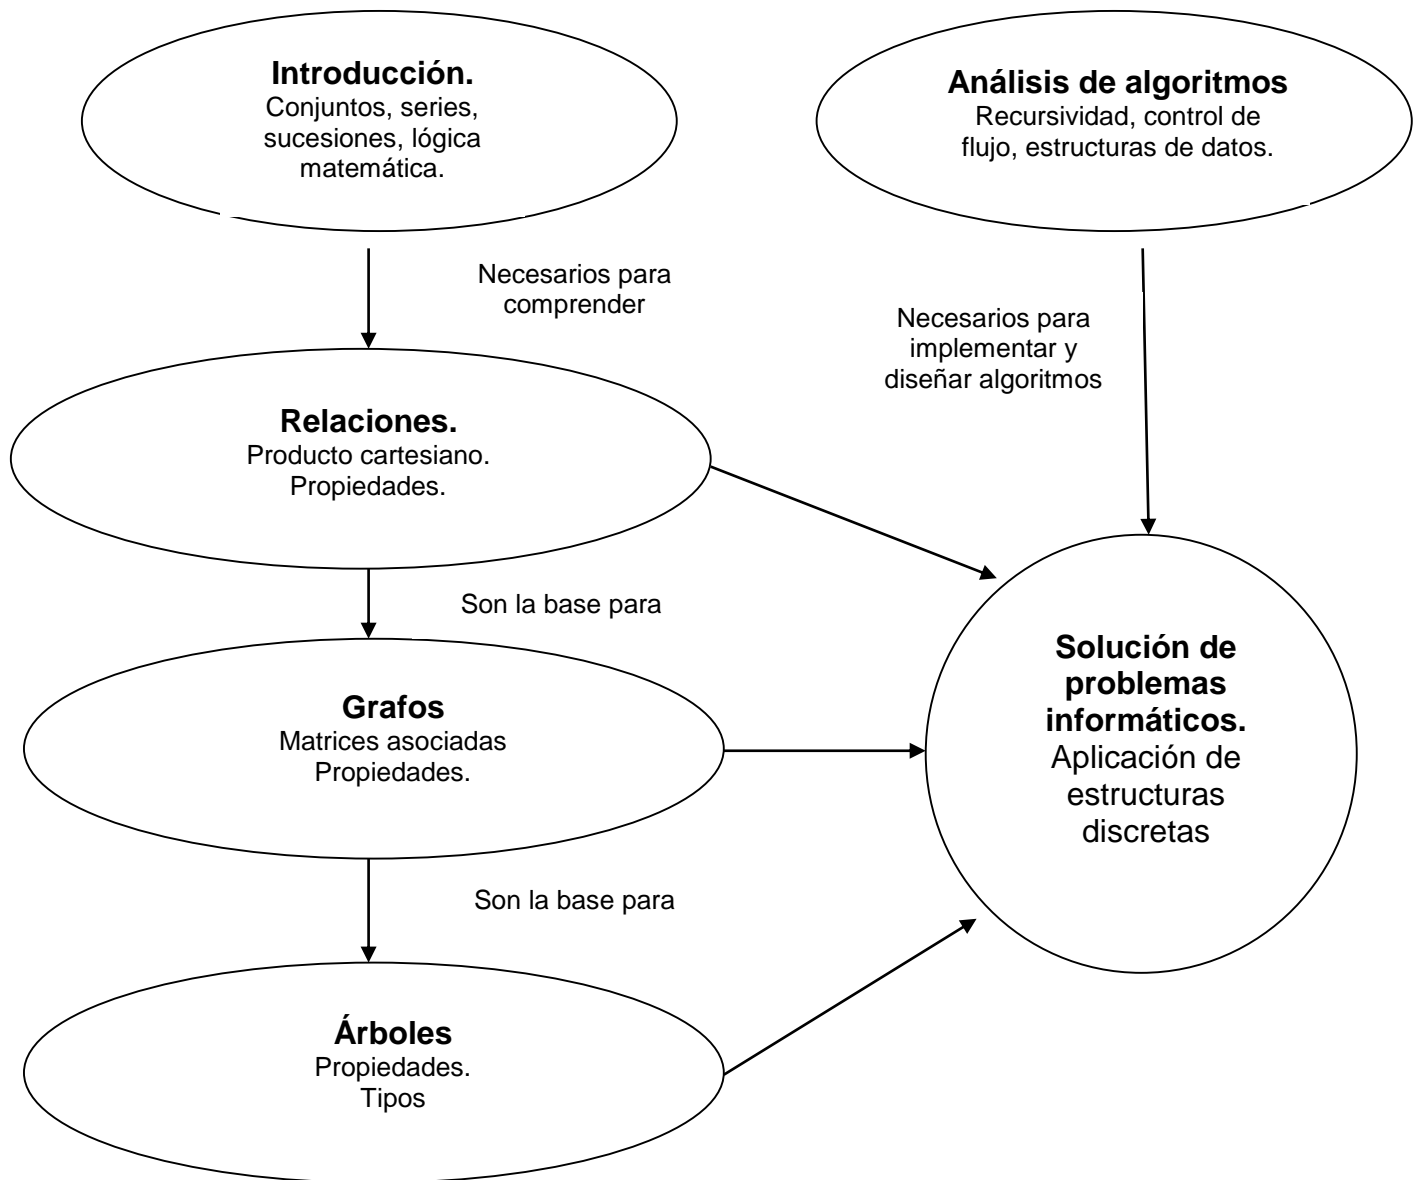 Introducción.
Conjuntos, series,
sucesiones, lógica
matemática.
Análisis de algoritmos
Recursividad, control de
flujo, estructuras de datos.
Necesarios para
comprender
Necesarios para
implementar y
diseñar algoritmos
Relaciones.
Producto cartesiano.
Propiedades.
Son la base para
Grafos
Matrices asociadas
Propiedades.
Solución de
problemas
informáticos.
Aplicación de
estructuras
discretas
Son la base para
Árboles
Propiedades.
Tipos